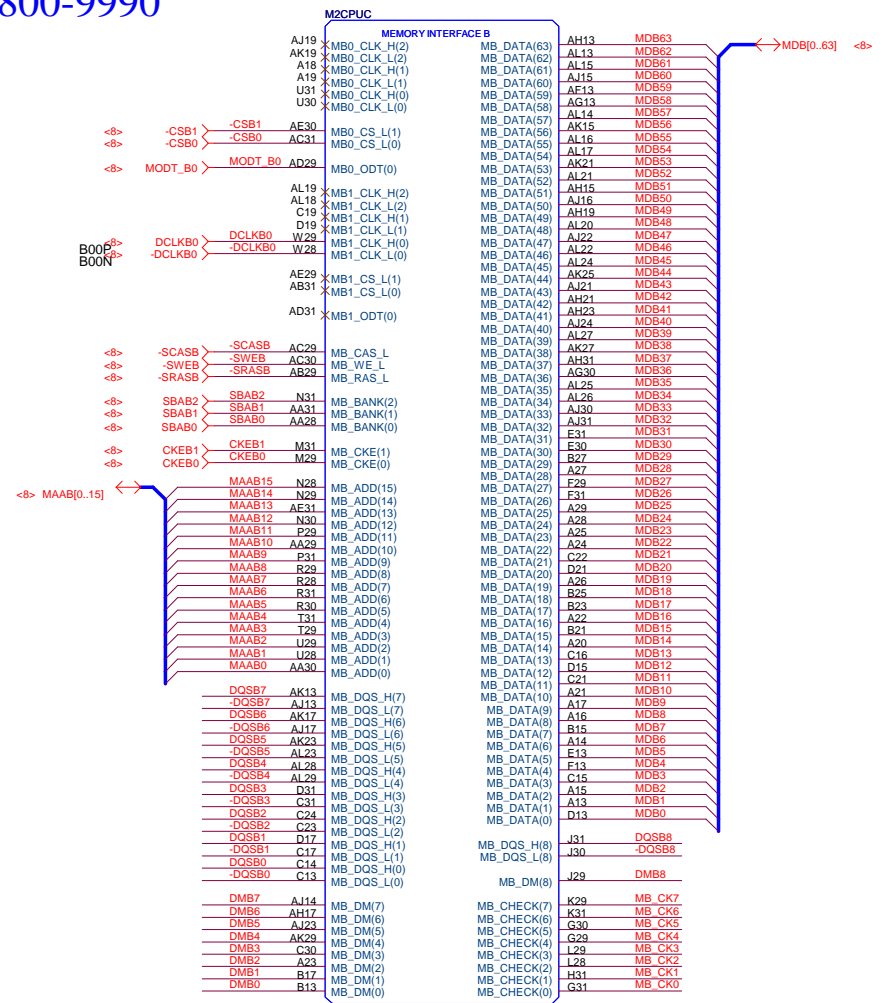 800-9990
M2CPUC
MEMORY INTERFACE B
AJ19 MB0_CLK_H(2)
AK19 MB0_CLK_L(2)
A18 MB0_CLK_H(1)
A19 MB0_CLK_L(1)
U31 MB0_CLK_H(0)
U30 MB0_CLK_L(0)
<8> -CSB1 -CSB1 AE30 MB0_CS_L(1)
<8> -CSB0 -CSB0 AC31 MB0_CS_L(0)
<8> MODT_B0 MODT_B0 AD29 MB0_ODT(0)
AL19 MB1_CLK_H(2)
AL18 MB1_CLK_L(2)
C19 MB1_CLK_H(1)
D19 MB1_CLK_L(1)
B00P <8> DCLKB0 DCLKB0 W29 MB1_CLK_H(0)
B00N <8> -DCLKB0 -DCLKB0 W28 MB1_CLK_L(0)
AE29 MB1_CS_L(1)
AB31 MB1_CS_L(0)
AD31 MB1_ODT(0)
<8> -SCASB -SCASB AC29 MB_CAS_L
<8> -SWEB -SWEB AC30 MB_WE_L
<8> -SRASB -SRASB AB29 MB_RAS_L
<8> SBAB2 SBAB2 N31 MB_BANK(2)
<8> SBAB1 SBAB1 AA31 MB_BANK(1)
<8> SBAB0 SBAB0 AA28 MB_BANK(0)
<8> CKEB1 CKEB1 M31 MB_CKE(1)
<8> CKEB0 CKEB0 M29 MB_CKE(0)
<8> MAAB[0..15]
MAAB15 N28 MB_ADD(15)
MAAB14 N29 MB_ADD(14)
MAAB13 AE31 MB_ADD(13)
MAAB12 N30 MB_ADD(12)
MAAB11 P29 MB_ADD(11)
MAAB10 AA29 MB_ADD(10)
MAAB9 P31 MB_ADD(9)
MAAB8 R29 MB_ADD(8)
MAAB7 R28 MB_ADD(7)
MAAB6 R31 MB_ADD(6)
MAAB5 R30 MB_ADD(5)
MAAB4 T31 MB_ADD(4)
MAAB3 T29 MB_ADD(3)
MAAB2 U29 MB_ADD(2)
MAAB1 U28 MB_ADD(1)
MAAB0 AA30 MB_ADD(0)
DQSB7 AK13 MB_DQS_H(7)
-DQSB7 AJ13 MB_DQS_L(7)
DQSB6 AK17 MB_DQS_H(6)
-DQSB6 AJ17 MB_DQS_L(6)
DQSB5 AK23 MB_DQS_H(5)
-DQSB5 AL23 MB_DQS_L(5)
DQSB4 AL28 MB_DQS_H(4)
-DQSB4 AL29 MB_DQS_L(4)
DQSB3 D31 MB_DQS_H(3)
-DQSB3 C31 MB_DQS_L(3)
DQSB2 C24 MB_DQS_H(2)
-DQSB2 C23 MB_DQS_L(2)
DQSB1 D17 MB_DQS_H(1)
-DQSB1 C17 MB_DQS_L(1)
DQSB0 C14 MB_DQS_H(0)
-DQSB0 C13 MB_DQS_L(0)
DMB7 AJ14 MB_DM(7)
DMB6 AH17 MB_DM(6)
DMB5 AJ23 MB_DM(5)
DMB4 AK29 MB_DM(4)
DMB3 C30 MB_DM(3)
DMB2 A23 MB_DM(2)
DMB1 B17 MB_DM(1)
DMB0 B13 MB_DM(0)
MB_DATA(63) AH13 MDB63
MDB[0..63] <8>
MB_DATA(62) AL13 MDB62
MB_DATA(61) AL15 MDB61
MB_DATA(60) AJ15 MDB60
MB_DATA(59) AF13 MDB59
MB_DATA(58) AG13 MDB58
MB_DATA(57) AL14 MDB57
MB_DATA(56) AK15 MDB56
MB_DATA(55) AL16 MDB55
MB_DATA(54) AL17 MDB54
MB_DATA(53) AK21 MDB53
MB_DATA(52) AL21 MDB52
MB_DATA(51) AH15 MDB51
MB_DATA(50) AJ16 MDB50
MB_DATA(49) AH19 MDB49
MB_DATA(48) AL20 MDB48
MB_DATA(47) AJ22 MDB47
MB_DATA(46) AL22 MDB46
MB_DATA(45) AL24 MDB45
MB_DATA(44) AK25 MDB44
MB_DATA(43) AJ21 MDB43
MB_DATA(42) AH21 MDB42
MB_DATA(41) AH23 MDB41
MB_DATA(40) AJ24 MDB40
MB_DATA(39) AL27 MDB39
MB_DATA(38) AK27 MDB38
MB_DATA(37) AH31 MDB37
MB_DATA(36) AG30 MDB36
MB_DATA(35) AL25 MDB35
MB_DATA(34) AL26 MDB34
MB_DATA(33) AJ30 MDB33
MB_DATA(32) AJ31 MDB32
MB_DATA(31) E31 MDB31
MB_DATA(30) E30 MDB30
MB_DATA(29) B27 MDB29
MB_DATA(28) A27 MDB28
MB_DATA(27) F29 MDB27
MB_DATA(26) F31 MDB26
MB_DATA(25) A29 MDB25
MB_DATA(24) A28 MDB24
MB_DATA(23) A25 MDB23
MB_DATA(22) A24 MDB22
MB_DATA(21) C22 MDB21
MB_DATA(20) D21 MDB20
MB_DATA(19) A26 MDB19
MB_DATA(18) B25 MDB18
MB_DATA(17) B23 MDB17
MB_DATA(16) A22 MDB16
MB_DATA(15) B21 MDB15
MB_DATA(14) A20 MDB14
MB_DATA(13) C16 MDB13
MB_DATA(12) D15 MDB12
MB_DATA(11) C21 MDB11
MB_DATA(10) A21 MDB10
MB_DATA(9) A17 MDB9
MB_DATA(8) A16 MDB8
MB_DATA(7) B15 MDB7
MB_DATA(6) A14 MDB6
MB_DATA(5) E13 MDB5
MB_DATA(4) F13 MDB4
MB_DATA(3) C15 MDB3
MB_DATA(2) A15 MDB2
MB_DATA(1) A13 MDB1
MB_DATA(0) D13 MDB0
MB_DQS_H(8) J31 DQSB8
MB_DQS_L(8) J30 -DQSB8
MB_DM(8) J29 DMB8
MB_CHECK(7) K29 MB_CK7
MB_CHECK(6) K31 MB_CK6
MB_CHECK(5) G30 MB_CK5
MB_CHECK(4) G29 MB_CK4
MB_CHECK(3) L29 MB_CK3
MB_CHECK(2) L28 MB_CK2
MB_CHECK(1) H31 MB_CK1
MB_CHECK(0) G31 MB_CK0